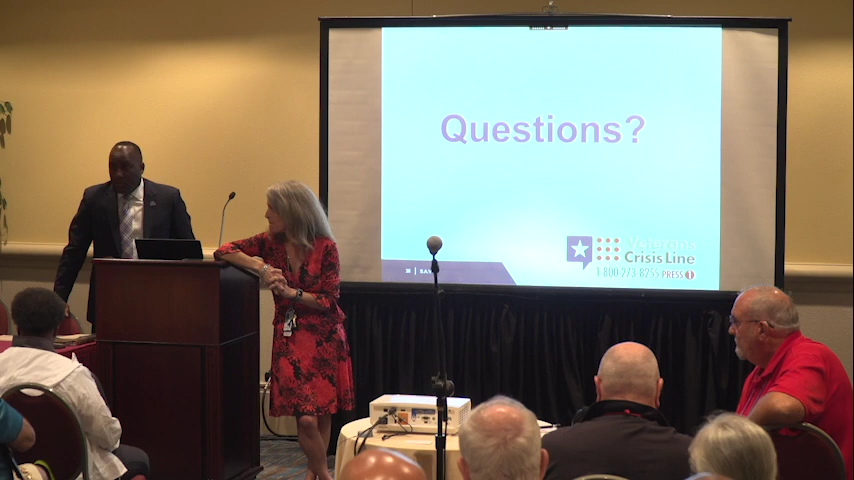 Questions?
Veterans
Crisis Line
1-800-273-8255 PRESS 1